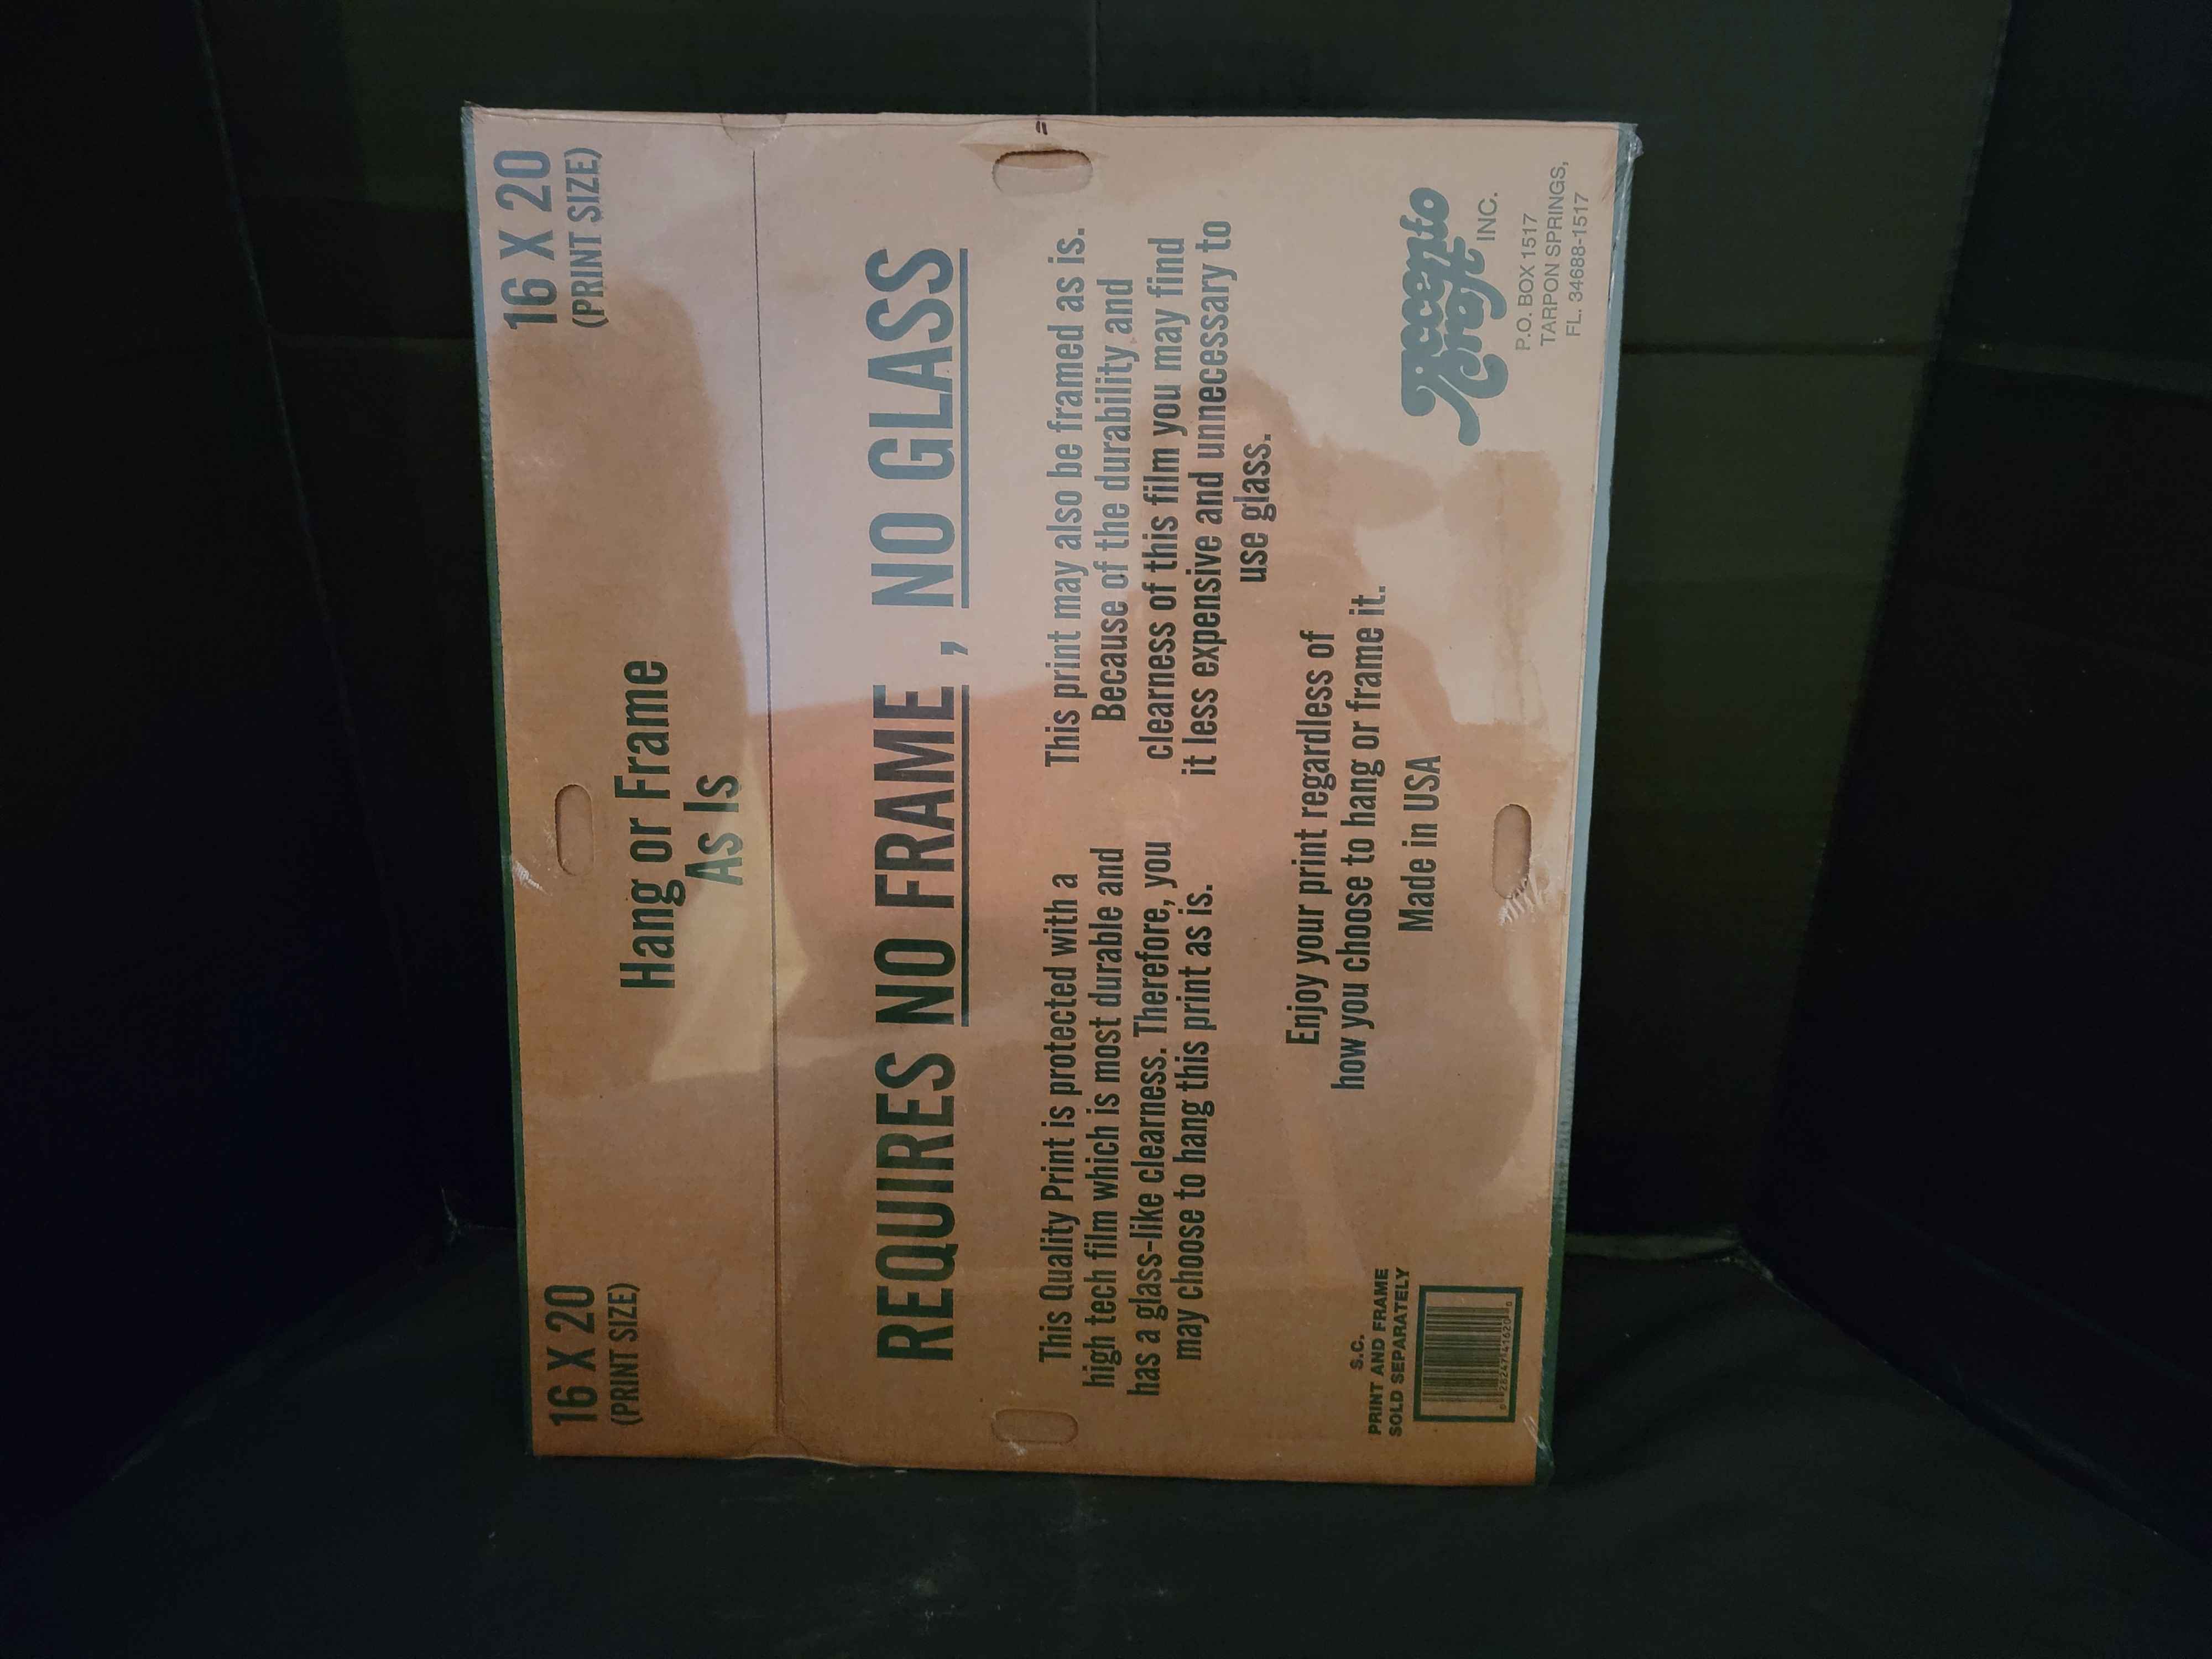 16 X 20
(PRINT SIZE)
16 X 20
(PRINT SIZE)
Hang or Frame
As Is
REQUIRES NO FRAME, NO GLASS
This Quality Print is protected with a
high tech film which is most durable and
has a glass-like clearness. Therefore, you
may choose to hang this print as is.
This print may also be framed as is.
Because of the durability and
clearness of this film you may find
it less expensive and unnecessary to
use glass.
Enjoy your print regardless of
how you choose to hang or frame it.
Made in USA
S.C.
PRINT AND FRAME
SOLD SEPARATELY
INC.
P.O. BOX 1517
TARPON SPRINGS,
FL. 34688-1517